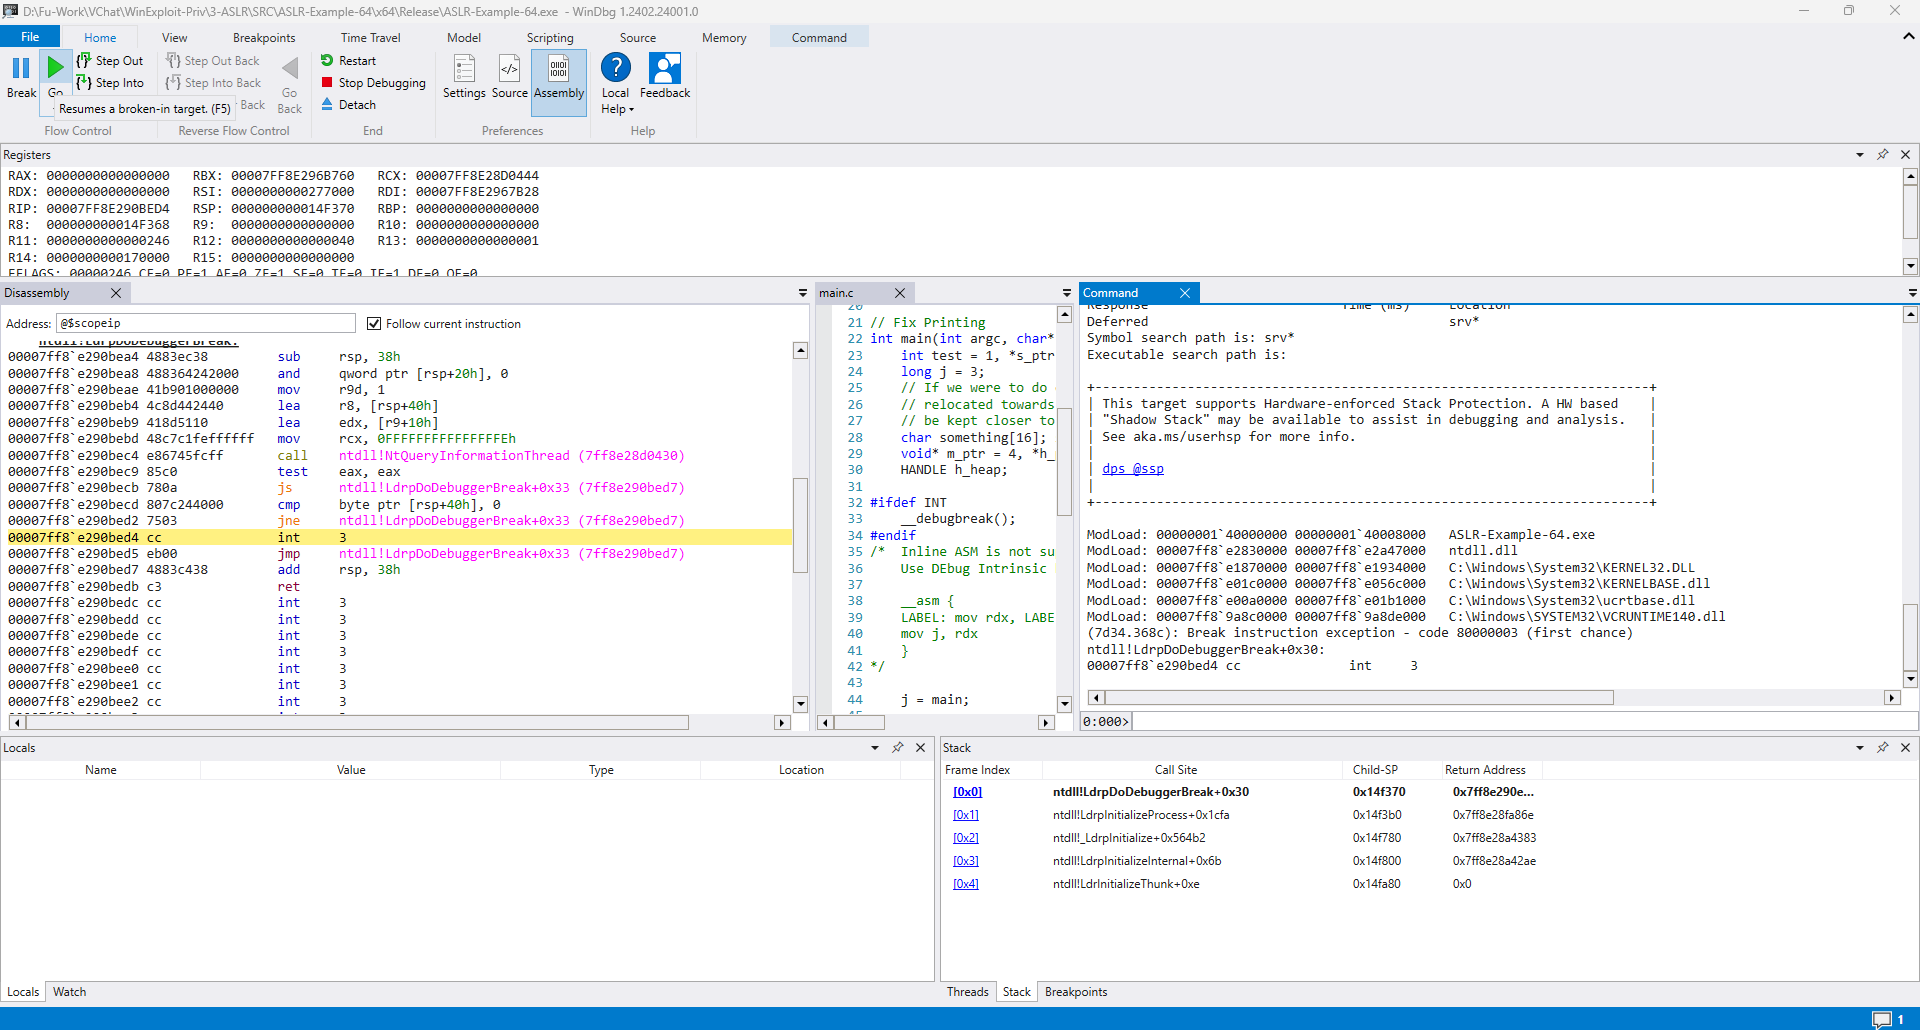 D:\Fu-Work\VChat\WinExploit-Priv\3-ASLR\SRC\ASLR-Example-64\x64\Release\ASLR-Example-64.exe - WinDbg 1.2402.24001.0
File Home View Breakpoints Time Travel Model Scripting Source Memory Command
Break
Go
Step Out
Step Into
Step Out Back
Step Into Back
Back
Go Back
Restart
Stop Debugging
Detach
Settings
Source
Assembly
Local Help
Feedback
Resumes a broken-in target. (F5)
Flow Control Reverse Flow Control End Preferences Help
Registers
RAX: 0000000000000000 RBX: 00007FF8E296B760 RCX: 00007FF8E28D0444
RDX: 0000000000000000 RSI: 0000000000277000 RDI: 00007FF8E2967B28
RIP: 00007FF8E290BED4 RSP: 000000000014F370 RBP: 0000000000000000
R8: 000000000014F368 R9: 0000000000000000 R10: 0000000000000000
R11: 0000000000000246 R12: 0000000000000040 R13: 0000000000000001
R14: 0000000000170000 R15: 0000000000000000
EFLAGS: 00000246 CF=0 PF=1 AF=0 ZF=1 SF=0 TF=0 IF=1 DF=0 OF=0
Disassembly
Address: @$scopeip
Follow current instruction
ntdll!LdrpDoDebuggerBreak:
00007ff8`e290bea4 4883ec38 sub rsp, 38h
00007ff8`e290bea8 488364242000 and qword ptr [rsp+20h], 0
00007ff8`e290beae 41b901000000 mov r9d, 1
00007ff8`e290beb4 4c8d442440 lea r8, [rsp+40h]
00007ff8`e290beb9 418d5110 lea edx, [r9+10h]
00007ff8`e290bebd 48c7c1feffffff mov rcx, 0FFFFFFFFFFFFFFFEh
00007ff8`e290bec4 e86745fcff call ntdll!NtQueryInformationThread (7ff8e28d0430)
00007ff8`e290bec9 85c0 test eax, eax
00007ff8`e290becb 780a js ntdll!LdrpDoDebuggerBreak+0x33 (7ff8e290bed7)
00007ff8`e290becd 807c244000 cmp byte ptr [rsp+40h], 0
00007ff8`e290bed2 7503 jne ntdll!LdrpDoDebuggerBreak+0x33 (7ff8e290bed7)
00007ff8`e290bed4 cc int 3
00007ff8`e290bed5 eb00 jmp ntdll!LdrpDoDebuggerBreak+0x33 (7ff8e290bed7)
00007ff8`e290bed7 4883c438 add rsp, 38h
00007ff8`e290bedb c3 ret
00007ff8`e290bedc cc int 3
00007ff8`e290bedd cc int 3
00007ff8`e290bede cc int 3
00007ff8`e290bedf cc int 3
00007ff8`e290bee0 cc int 3
00007ff8`e290bee1 cc int 3
00007ff8`e290bee2 cc int 3
main.c
20
21 // Fix Printing
22 int main(int argc, char*
23 int test = 1, *s_ptr
24 long j = 3;
25 // If we were to do
26 // relocated towards
27 // be kept closer to
28 char something[16];
29 void* m_ptr = 4, *h_
30 HANDLE h_heap;
31
32 #ifdef INT
33 __debugbreak();
34 #endif
35 /* Inline ASM is not su
36 Use DEbug Intrinsic
37
38 __asm {
39 LABEL: mov rdx, LABE
40 mov j, rdx
41 }
42 */
43
44 j = main;
45
Command
Response Time (ms) Location
Deferred srv*
Symbol search path is: srv*
Executable search path is:
+------------------------------------------------------------------------+
| This target supports Hardware-enforced Stack Protection. A HW based |
| "Shadow Stack" may be available to assist in debugging and analysis. |
| See aka.ms/userhsp for more info. |
| |
| dps @ssp |
| |
+------------------------------------------------------------------------+
ModLoad: 00000001`40000000 00000001`40008000 ASLR-Example-64.exe
ModLoad: 00007ff8`e2830000 00007ff8`e2a47000 ntdll.dll
ModLoad: 00007ff8`e1870000 00007ff8`e1934000 C:\Windows\System32\KERNEL32.DLL
ModLoad: 00007ff8`e01c0000 00007ff8`e056c000 C:\Windows\System32\KERNELBASE.dll
ModLoad: 00007ff8`e00a0000 00007ff8`e01b1000 C:\Windows\System32\ucrtbase.dll
ModLoad: 00007ff8`9a8c0000 00007ff8`9a8de000 C:\Windows\SYSTEM32\VCRUNTIME140.dll
(7d34.368c): Break instruction exception - code 80000003 (first chance)
ntdll!LdrpDoDebuggerBreak+0x30:
00007ff8`e290bed4 cc int 3
0:000>
Locals
Name Value Type Location
Locals Watch
Stack
Frame Index Call Site Child-SP Return Address
[0x0] ntdll!LdrpDoDebuggerBreak+0x30 0x14f370 0x7ff8e290e...
[0x1] ntdll!LdrpInitializeProcess+0x1cfa 0x14f3b0 0x7ff8e28fa86e
[0x2] ntdll!_LdrpInitialize+0x564b2 0x14f780 0x7ff8e28a4383
[0x3] ntdll!LdrpInitializeInternal+0x6b 0x14f800 0x7ff8e28a42ae
[0x4] ntdll!LdrInitializeThunk+0xe 0x14fa80 0x0
Threads Stack Breakpoints
1